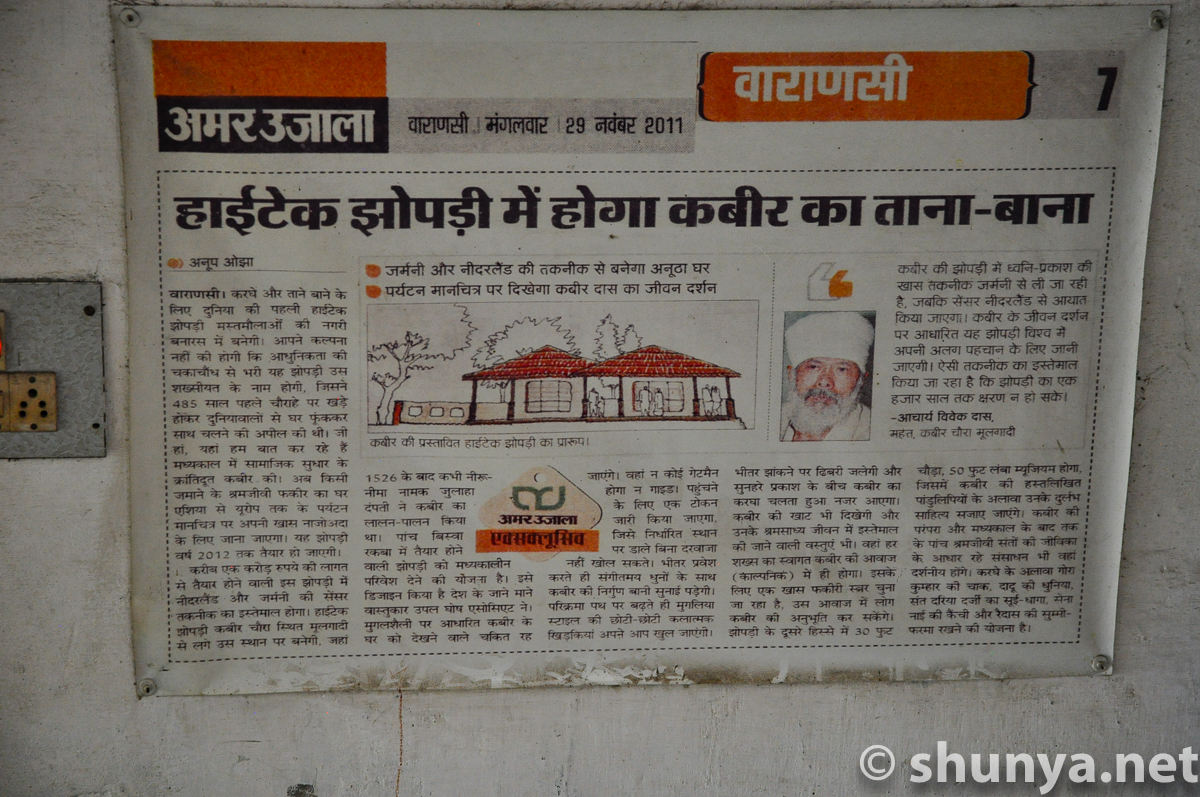 अमर उजाला
वाराणसी । मंगलवार । 29 नवंबर 2011
वाराणसी
7
हाईटेक झोपड़ी में होगा कबीर का ताना-बाना
अनूप ओझा
वाराणसी। करघे और ताने बाने के
लिए दुनिया की पहली हाईटेक
झोपड़ी मस्तमौलाओं की नगरी
बनारस में बनेगी। आपने कल्पना
नहीं की होगी कि आधुनिकता की
चकाचौंध से भरी यह झोपड़ी उस
शख्सीयत के नाम होगी, जिसने
485 साल पहले चौराहे पर खड़े
होकर दुनियावालों से घर फूंककर
साथ चलने की अपील की थी। जी
हां, यहां हम बात कर रहे हैं
मध्यकाल में सामाजिक सुधार के
क्रांतिदूत कबीर की। अब किसी
जमाने के श्रमजीवी फकीर का घर
एशिया से यूरोप तक के पर्यटन
मानचित्र पर अपनी खास नाजोअदा
के लिए जाना जाएगा। यह झोपड़ी
वर्ष 2012 तक तैयार हो जाएगी।
करीब एक करोड़ रुपये की लागत
से तैयार होने वाली इस झोपड़ी में
नीदरलैंड और जर्मनी की सेंसर
तकनीक का इस्तेमाल होगा। हाईटेक
झोपड़ी कबीर चौरा स्थित मूलगादी
से लगे उस स्थान पर बनेगी, जहां
जर्मनी और नीदरलैंड की तकनीक से बनेगा अनूठा घर
पर्यटन मानचित्र पर दिखेगा कबीर दास का जीवन दर्शन
कबीर की प्रस्तावित हाईटेक झोपड़ी का प्रारूप।
कबीर की झोपड़ी में ध्वनि-प्रकाश की
खास तकनीक जर्मनी से ली जा रही
है, जबकि सेंसर नीदरलैंड से आयात
किया जाएगा। कबीर के जीवन दर्शन
पर आधारित यह झोपड़ी विश्व में
अपनी अलग पहचान के लिए जानी
जाएगी। ऐसी तकनीक का इस्तेमाल
किया जा रहा है कि झोपड़ी का एक
हजार साल तक क्षरण न हो सके।
-आचार्य विवेक दास,
महंत, कबीर चौरा मूलगादी
1526 के बाद कभी नीरू-
नीमा नामक जुलाहा
दंपती ने कबीर का
लालन-पालन किया
था। पांच बिस्वा
रकबा में तैयार होने
वाली झोपड़ी को मध्यकालीन
परिवेश देने की योजना है। इसे
डिजाइन किया है देश के जाने माने
वास्तुकार उपल घोष एसोसिएट ने।
मुगलशैली पर आधारित कबीर के
घर को देखने वाले चकित रह
अमर उजाला
एक्सक्लूसिव
जाएंगे। वहां न कोई गेटमैन
होगा न गाइड। पहुंचने
के लिए एक टोकन
जारी किया जाएगा,
जिसे निर्धारित स्थान
पर डाले बिना दरवाजा
नहीं खोल सकते। भीतर प्रवेश
करते ही संगीतमय धुनों के साथ
कबीर की निर्गुण बानी सुनाई पड़ेगी।
परिक्रमा पथ पर बढ़ते ही मुगलिया
स्टाइल की छोटी-छोटी कलात्मक
खिड़कियां अपने आप खुल जाएंगी।
भीतर झांकने पर ढिबरी जलेगी और
सुनहरे प्रकाश के बीच कबीर का
करघा चलता हुआ नजर आएगा।
कबीर की खाट भी दिखेगी और
उनके श्रमसाध्य जीवन में इस्तेमाल
की जाने वाली वस्तुएं भी। वहां हर
शख्स का स्वागत कबीर की आवाज
(काल्पनिक) में ही होगा। इसके
लिए एक खास फकीरी स्वर चुना
जा रहा है, उस आवाज में लोग
कबीर की अनुभूति कर सकेंगे।
झोपड़ी के दूसरे हिस्से में 30 फुट
चौड़ा, 50 फुट लंबा म्यूजियम होगा,
जिसमें कबीर की हस्तलिखित
पांडुलिपियों के अलावा उनके दुर्लभ
साहित्य सजाए जाएंगे। कबीर की
परंपरा और मध्यकाल के बाद तक
के पांच श्रमजीवी संतों की जीविका
के आधार रहे संसाधन भी वहां
दर्शनीय होंगे। करघे के अलावा गोरा
कुम्हार की चाक, दादू की धुनिया,
संत दरिया दर्जी का सूई-धागा, सेना
नाई की कैंची और रैदास की सुम्मी-
फरमा रखने की योजना है।
© shunya.net